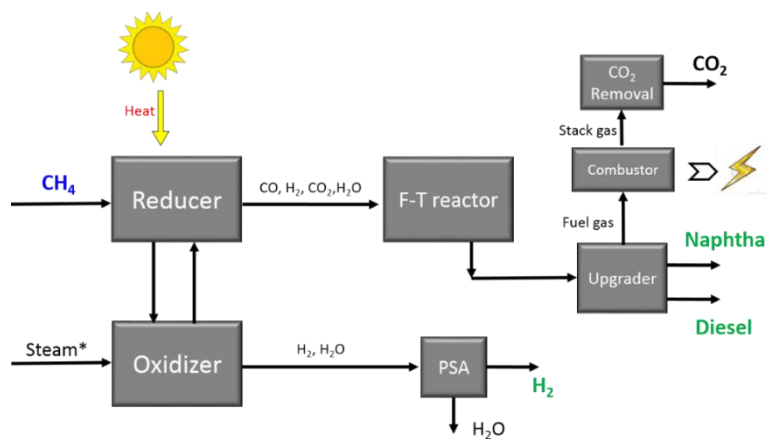 Heat
CO₂
Removal
CO₂
Stack gas
Combustor
CH₄
Reducer
CO, H₂, CO₂,H₂O
F-T reactor
Fuel gas
Naphtha
Upgrader
Diesel
Steam*
Oxidizer
H₂, H₂O
PSA
H₂
H₂O